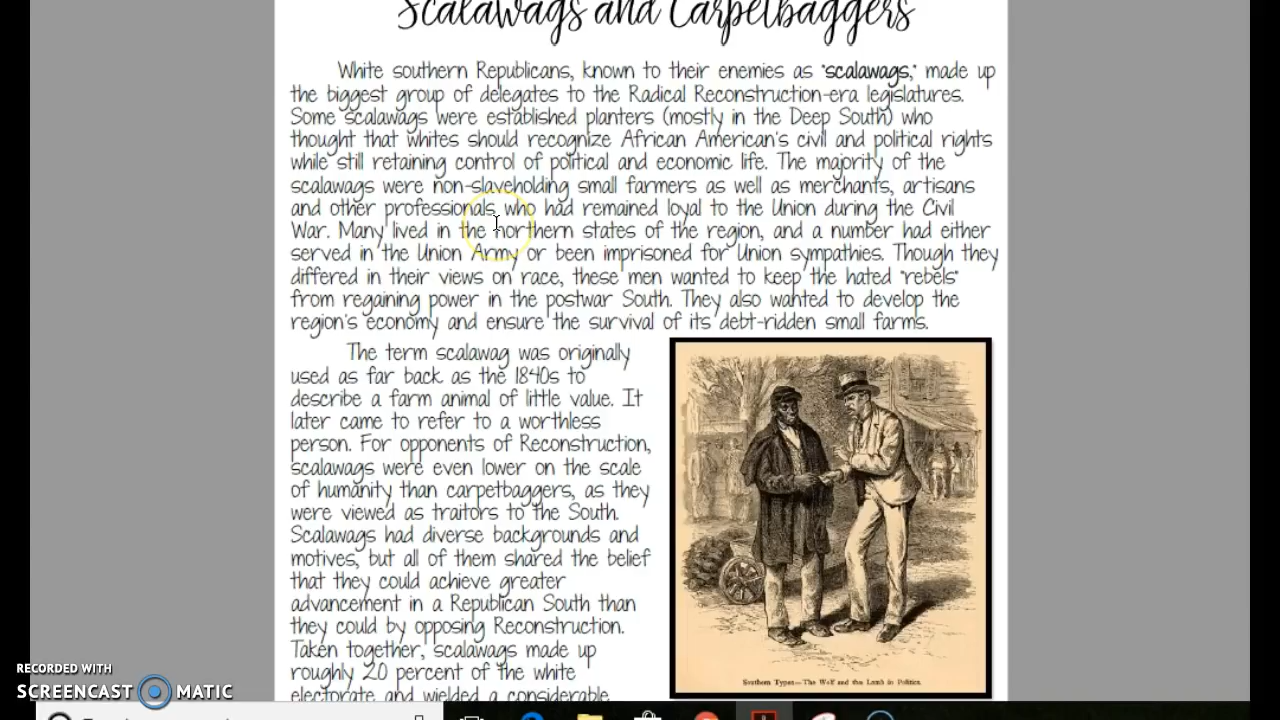 Scalawags and Carpetbaggers
White southern Republicans, known to their enemies as "scalawags," made up
the biggest group of delegates to the Radical Reconstruction-era legislatures.
Some scalawags were established planters (mostly in the Deep South) who
thought that whites should recognize African American's civil and political rights
while still retaining control of political and economic life. The majority of the
scalawags were non-slaveholding small farmers as well as merchants, artisans
and other professionals who had remained loyal to the Union during the Civil
War. Many lived in the northern states of the region, and a number had either
served in the Union Army or been imprisoned for Union sympathies. Though they
differed in their views on race, these men wanted to keep the hated "rebels"
from regaining power in the postwar South. They also wanted to develop the
region's economy and ensure the survival of its debt-ridden small farms.
The term scalawag was originally
used as far back as the 1840s to
describe a farm animal of little value. It
later came to refer to a worthless
person. For opponents of Reconstruction,
scalawags were even lower on the scale
of humanity than carpetbaggers, as they
were viewed as traitors to the South.
Scalawags had diverse backgrounds and
motives, but all of them shared the belief
that they could achieve greater
advancement in a Republican South than
they could by opposing Reconstruction.
Taken together, scalawags made up
roughly 20 percent of the white
electorate and wielded a considerable
Southern Types—The Wolf and the Lamb in Politics.
RECORDED WITH
SCREENCAST MATIC